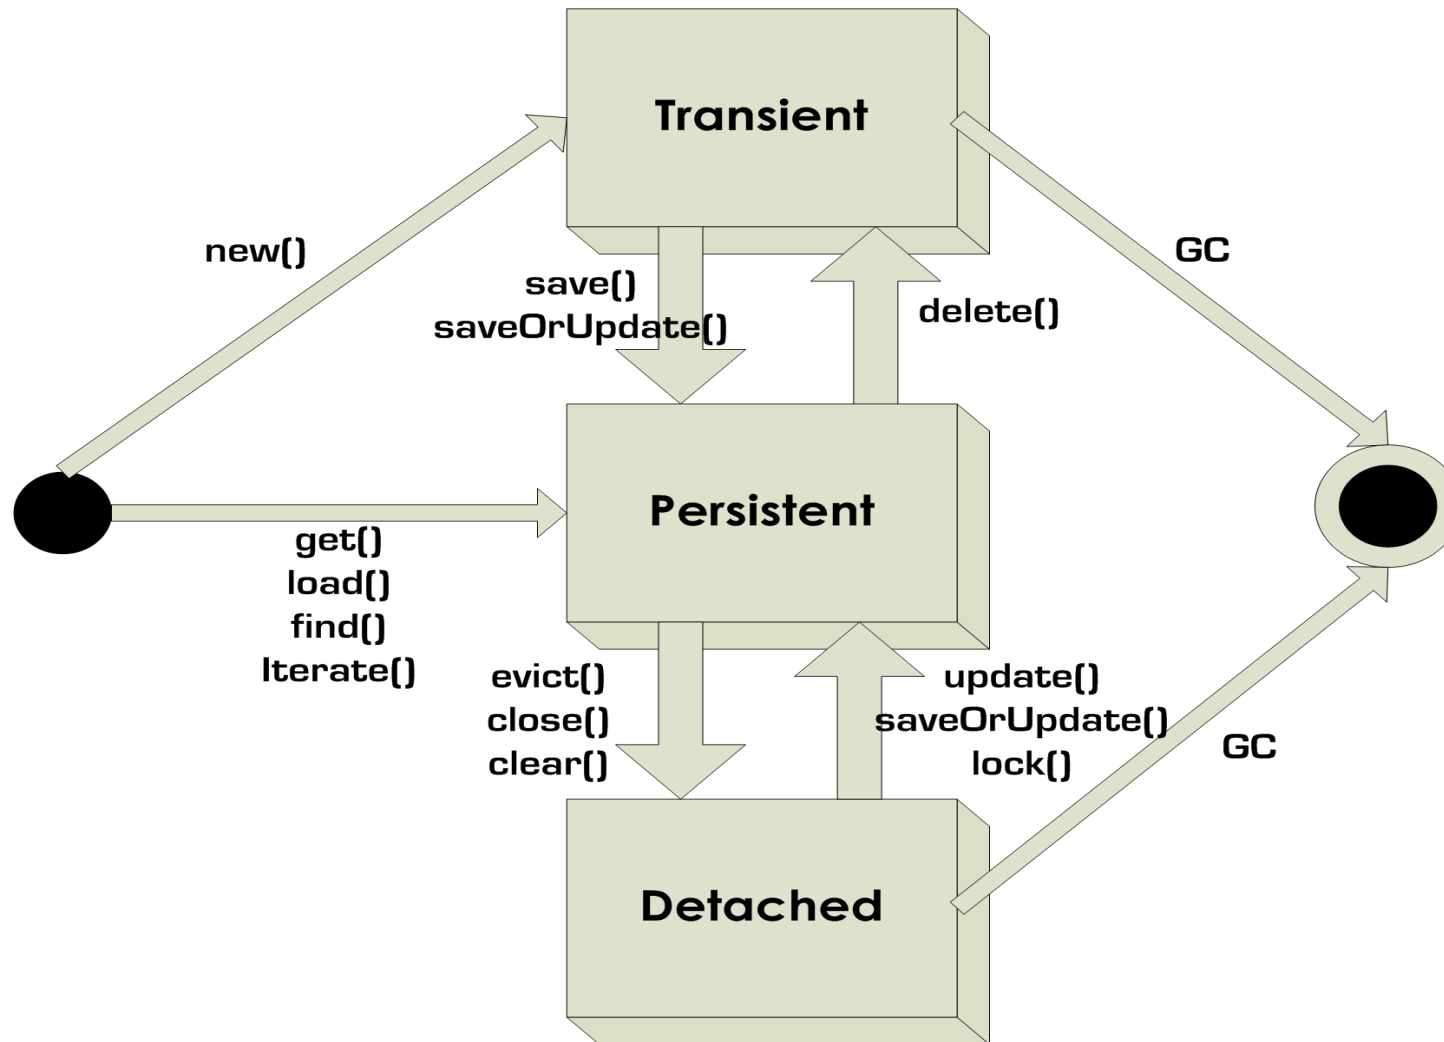 Transient
new()
GC
save()
saveOrUpdate()
delete()
Persistent
get()
load()
find()
Iterate()
evict()
close()
clear()
update()
saveOrUpdate()
lock()
GC
Detached